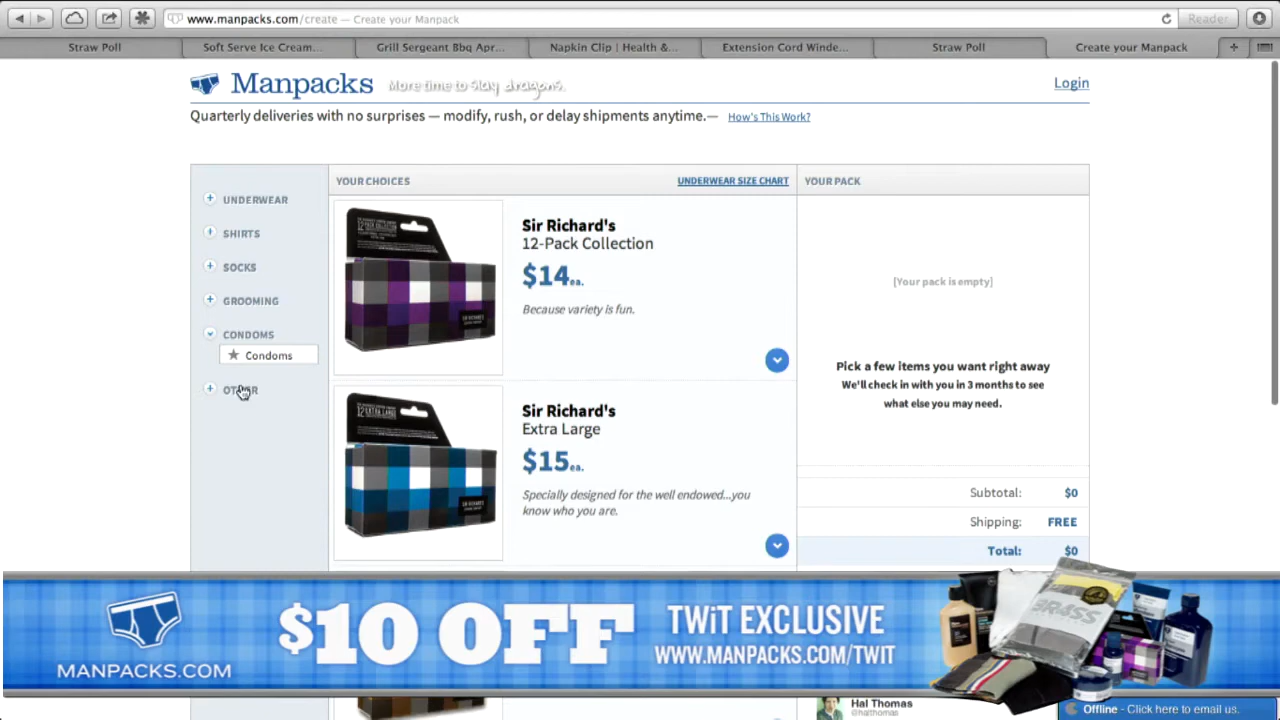 www.manpacks.com/create — Create your Manpack
Reader
Straw Poll
Soft Serve Ice Cream...
Grill Sergeant Bbq Apr...
Napkin Clip | Health &...
Extension Cord Winde...
Straw Poll
Create your Manpack
Manpacks
More time to slay dragons.
Login
Quarterly deliveries with no surprises — modify, rush, or delay shipments anytime.— How's This Work?
UNDERWEAR
SHIRTS
SOCKS
GROOMING
CONDOMS
Condoms
OTHER
YOUR CHOICES
UNDERWEAR SIZE CHART
Sir Richard's
12-Pack Collection
$14ea.
Because variety is fun.
Sir Richard's
Extra Large
$15ea.
Specially designed for the well endowed...you
know who you are.
YOUR PACK
[Your pack is empty]
Pick a few items you want right away
We'll check in with you in 3 months to see
what else you may need.
Subtotal: $0
Shipping: FREE
Total: $0
MANPACKS.COM
$10 OFF
TWiT EXCLUSIVE
WWW.MANPACKS.COM/TWIT
Hal Thomas
@halthomas
Offline - Click here to email us.